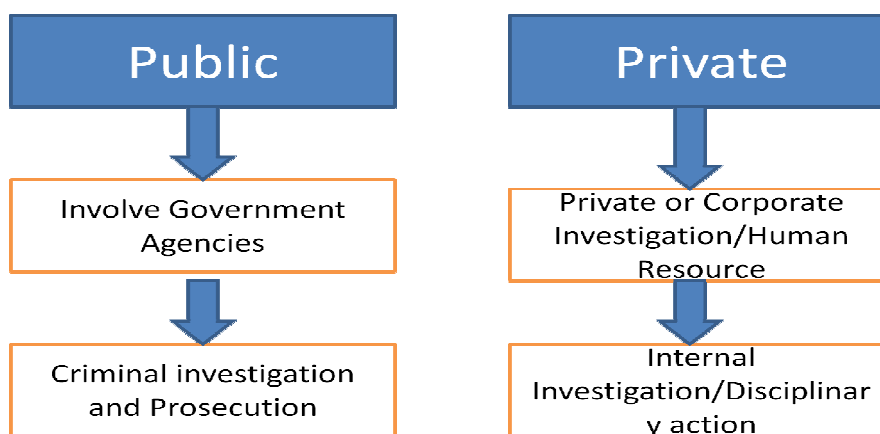 Public
Involve Government
Agencies
Criminal investigation
and Prosecution
Private
Private or Corporate
Investigation/Human
Resource
Internal
Investigation/Disciplinar
y action